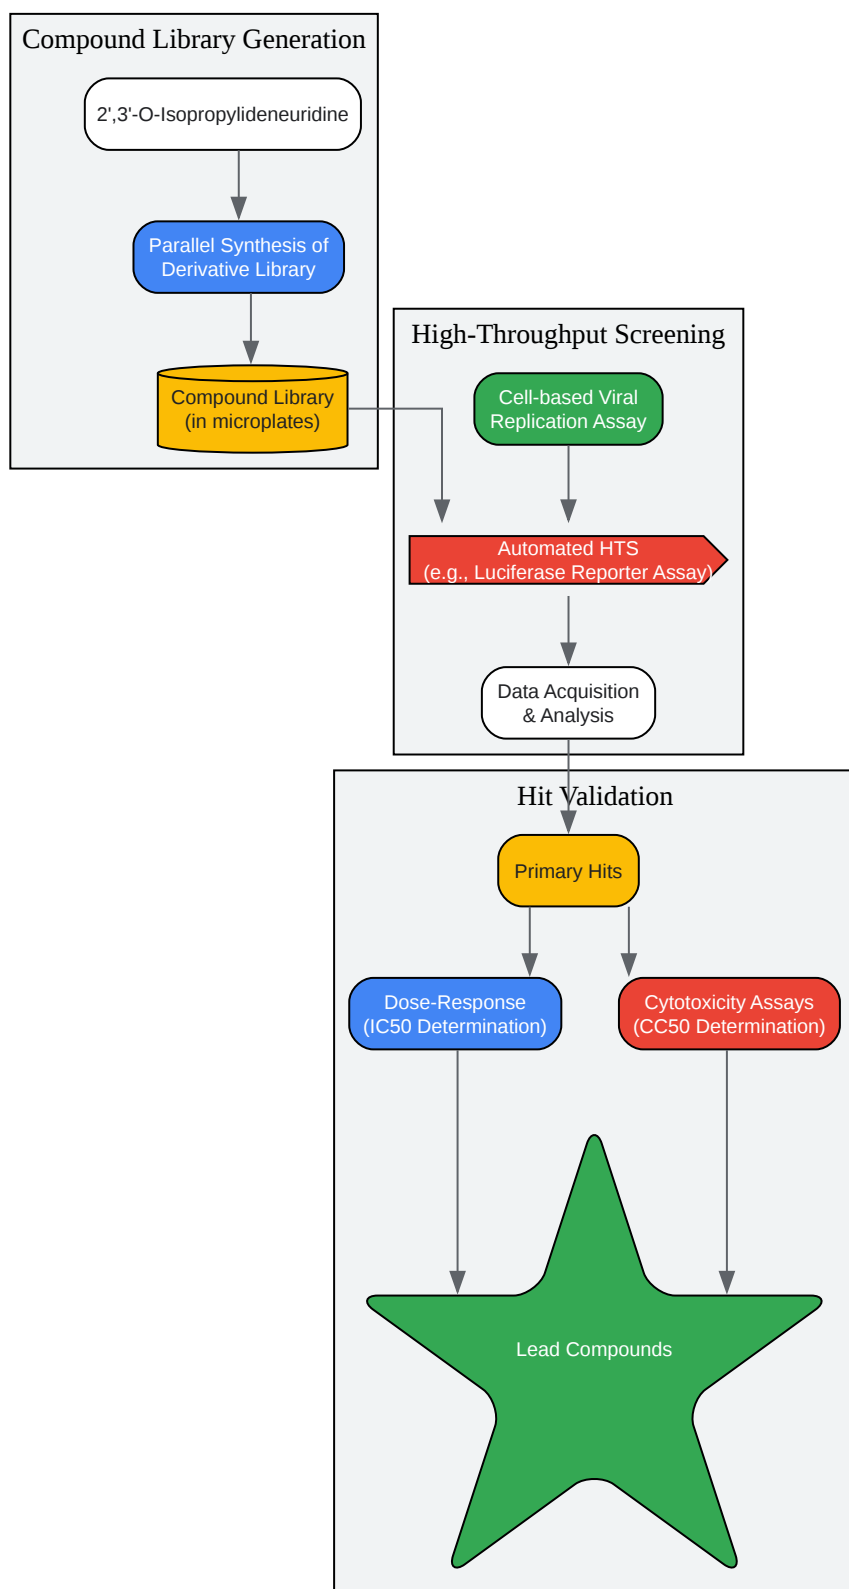 Compound Library Generation
2',3'-O-Isopropylideneuridine
Parallel Synthesis of
Derivative Library
Compound Library
(in microplates)
High-Throughput Screening
Cell-based Viral
Replication Assay
Automated HTS
(e.g., Luciferase Reporter Assay)
Data Acquisition
& Analysis
Hit Validation
Primary Hits
Dose-Response
(IC50 Determination)
Cytotoxicity Assays
(CC50 Determination)
Lead Compounds